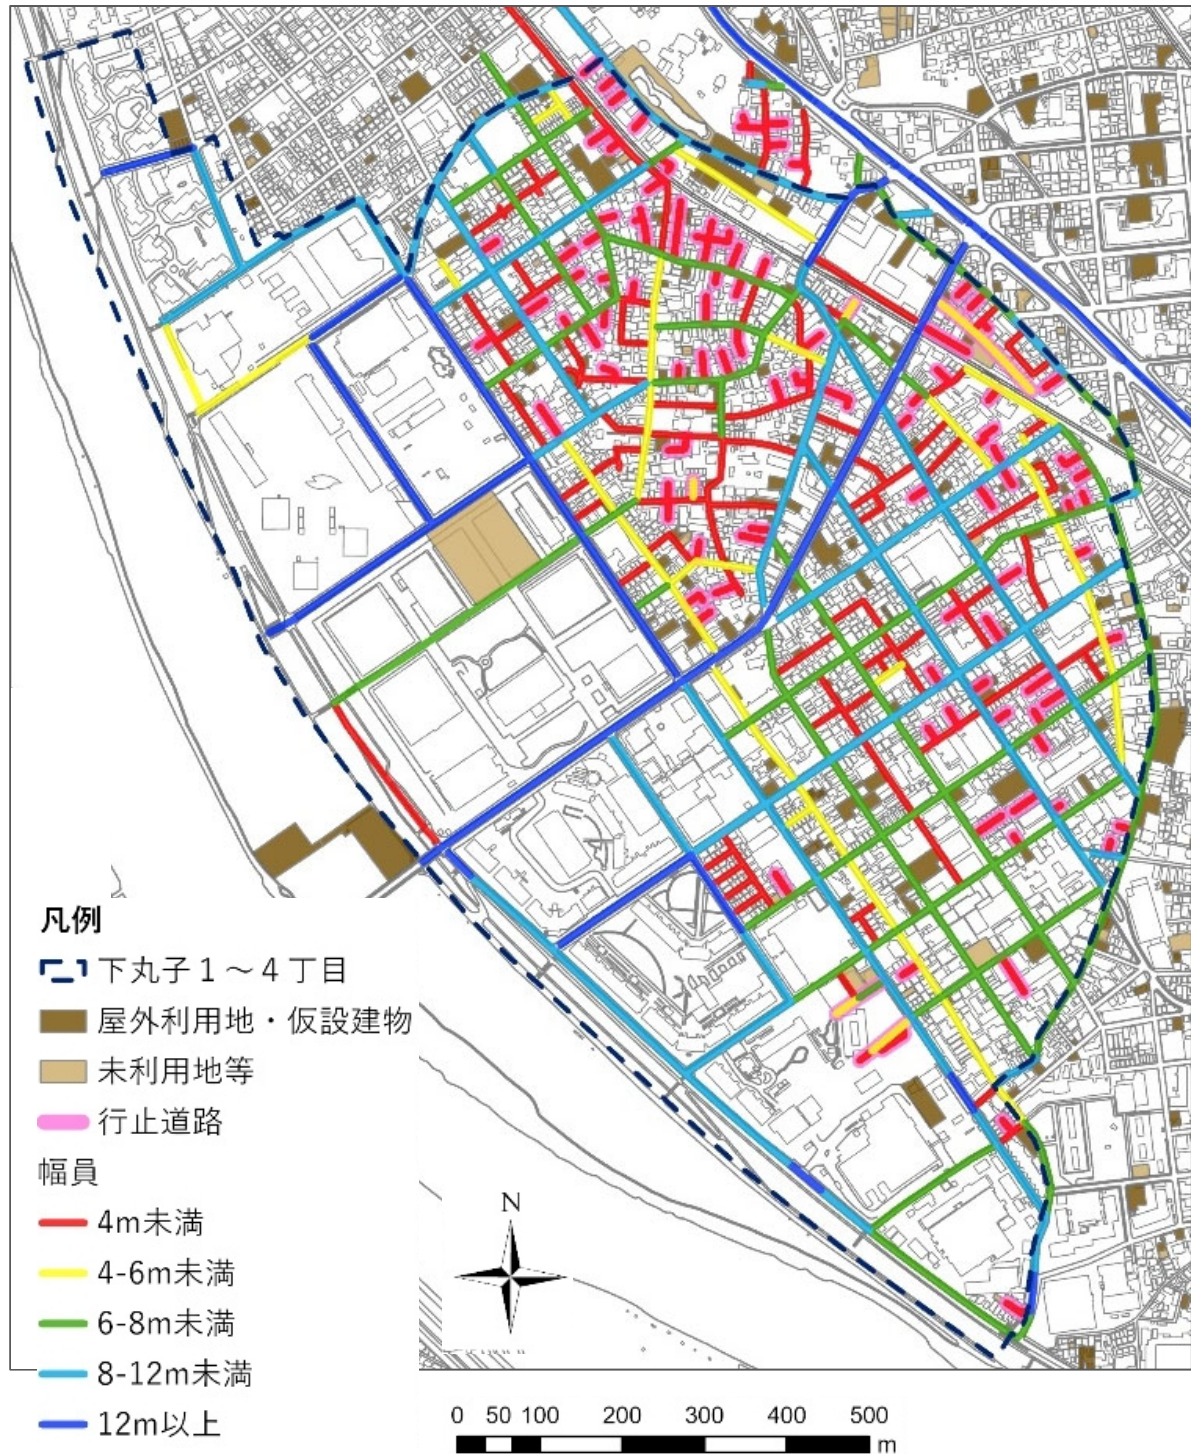 凡例
下丸子１～４丁目
屋外利用地・仮設建物
未利用地等
行止道路
幅員
4m未満
4-6m未満
6-8m未満
8-12m未満
12m以上
N
0 50 100 200 300 400 500
m